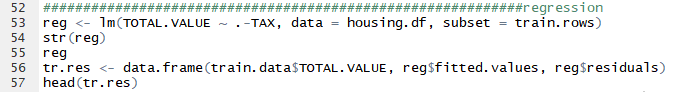 52 ############################################################regression
53 reg <- lm(TOTAL.VALUE ~ .-TAX, data = housing.df, subset = train.rows)
54 str(reg)
55 reg
56 tr.res <- data.frame(train.data$TOTAL.VALUE, reg$fitted.values, reg$residuals)
57 head(tr.res)